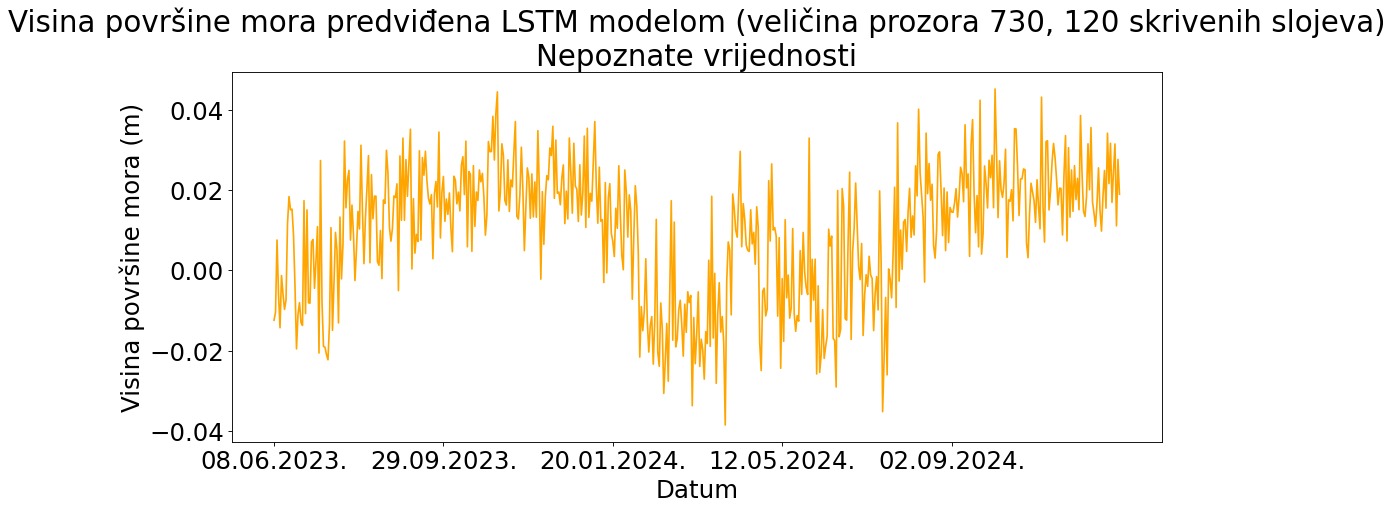 Visina površine mora predviđena LSTM modelom (veličina prozora 730, 120 skrivenih slojeva)
Nepoznate vrijednosti
Visina površine mora (m)
0.04
0.02
0.00
−0.02
−0.04
08.06.2023. 29.09.2023. 20.01.2024. 12.05.2024. 02.09.2024.
Datum